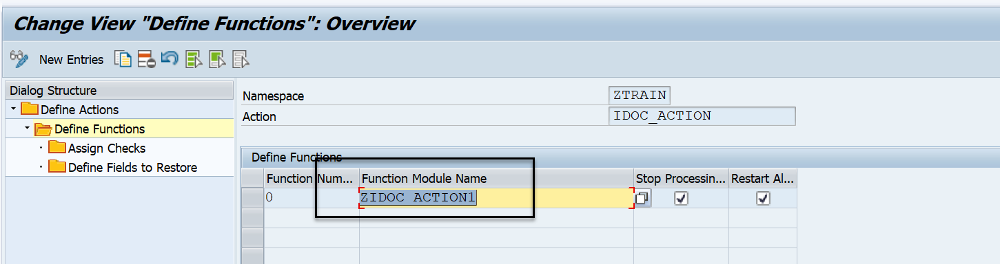 Change View "Define Functions": Overview
New Entries
Dialog Structure
Define Actions
Define Functions
Assign Checks
Define Fields to Restore
Namespace ZTRAIN
Action IDOC_ACTION
Define Functions
Function Num... Function Module Name Stop Processin... Restart Al...
0 ZIDOC_ACTION1